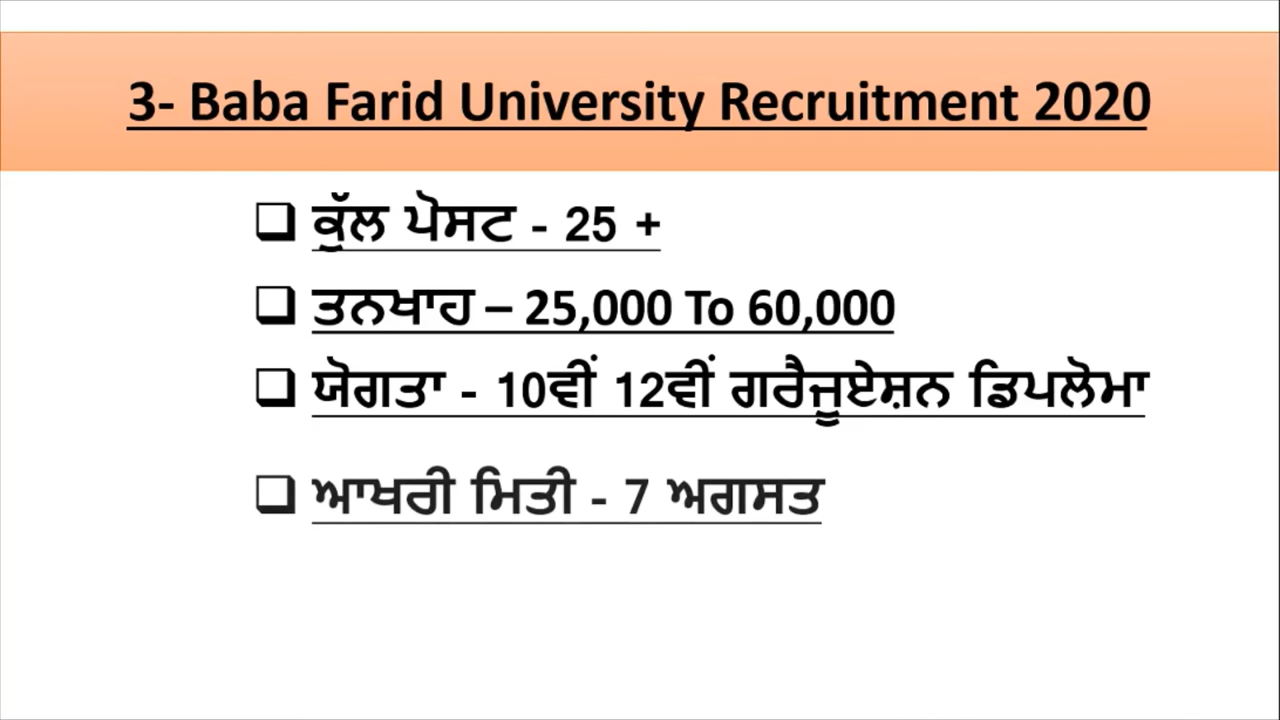 3- Baba Farid University Recruitment 2020
❑ ਕੁੱਲ ਪੋਸਟ - 25 +
❑ ਤਨਖਾਹ – 25,000 To 60,000
❑ ਯੋਗਤਾ - 10ਵੀਂ 12ਵੀਂ ਗਰੈਜੂਏਸ਼ਨ ਡਿਪਲੋਮਾ
❑ ਆਖਰੀ ਮਿਤੀ - 7 ਅਗਸਤ